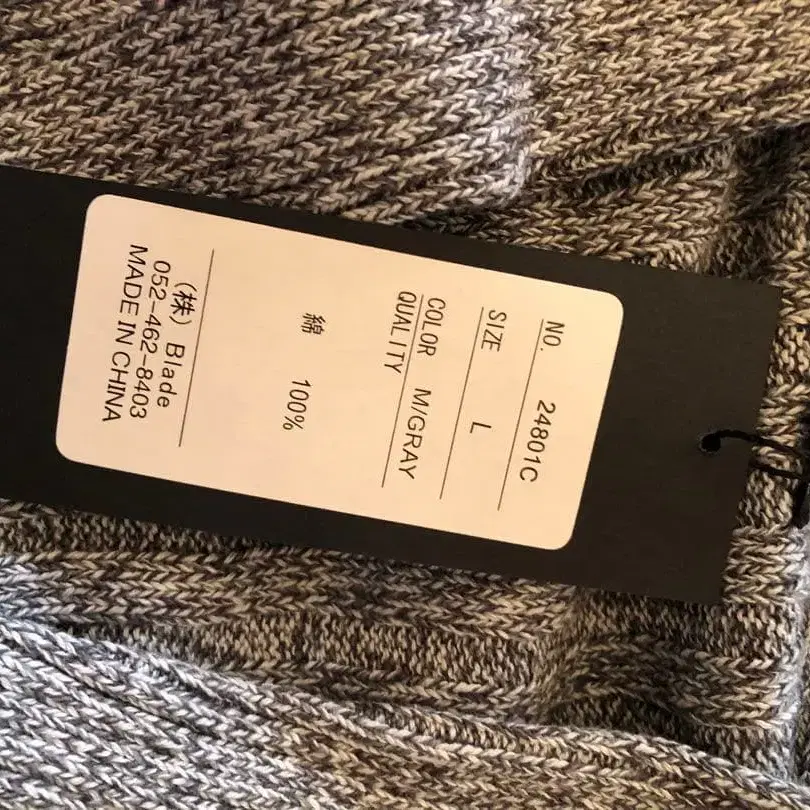 NO. 24801C
SIZE L
COLOR M/GRAY
QUALITY
綿 100%
(株) Blade
052-462-8403
MADE IN CHINA